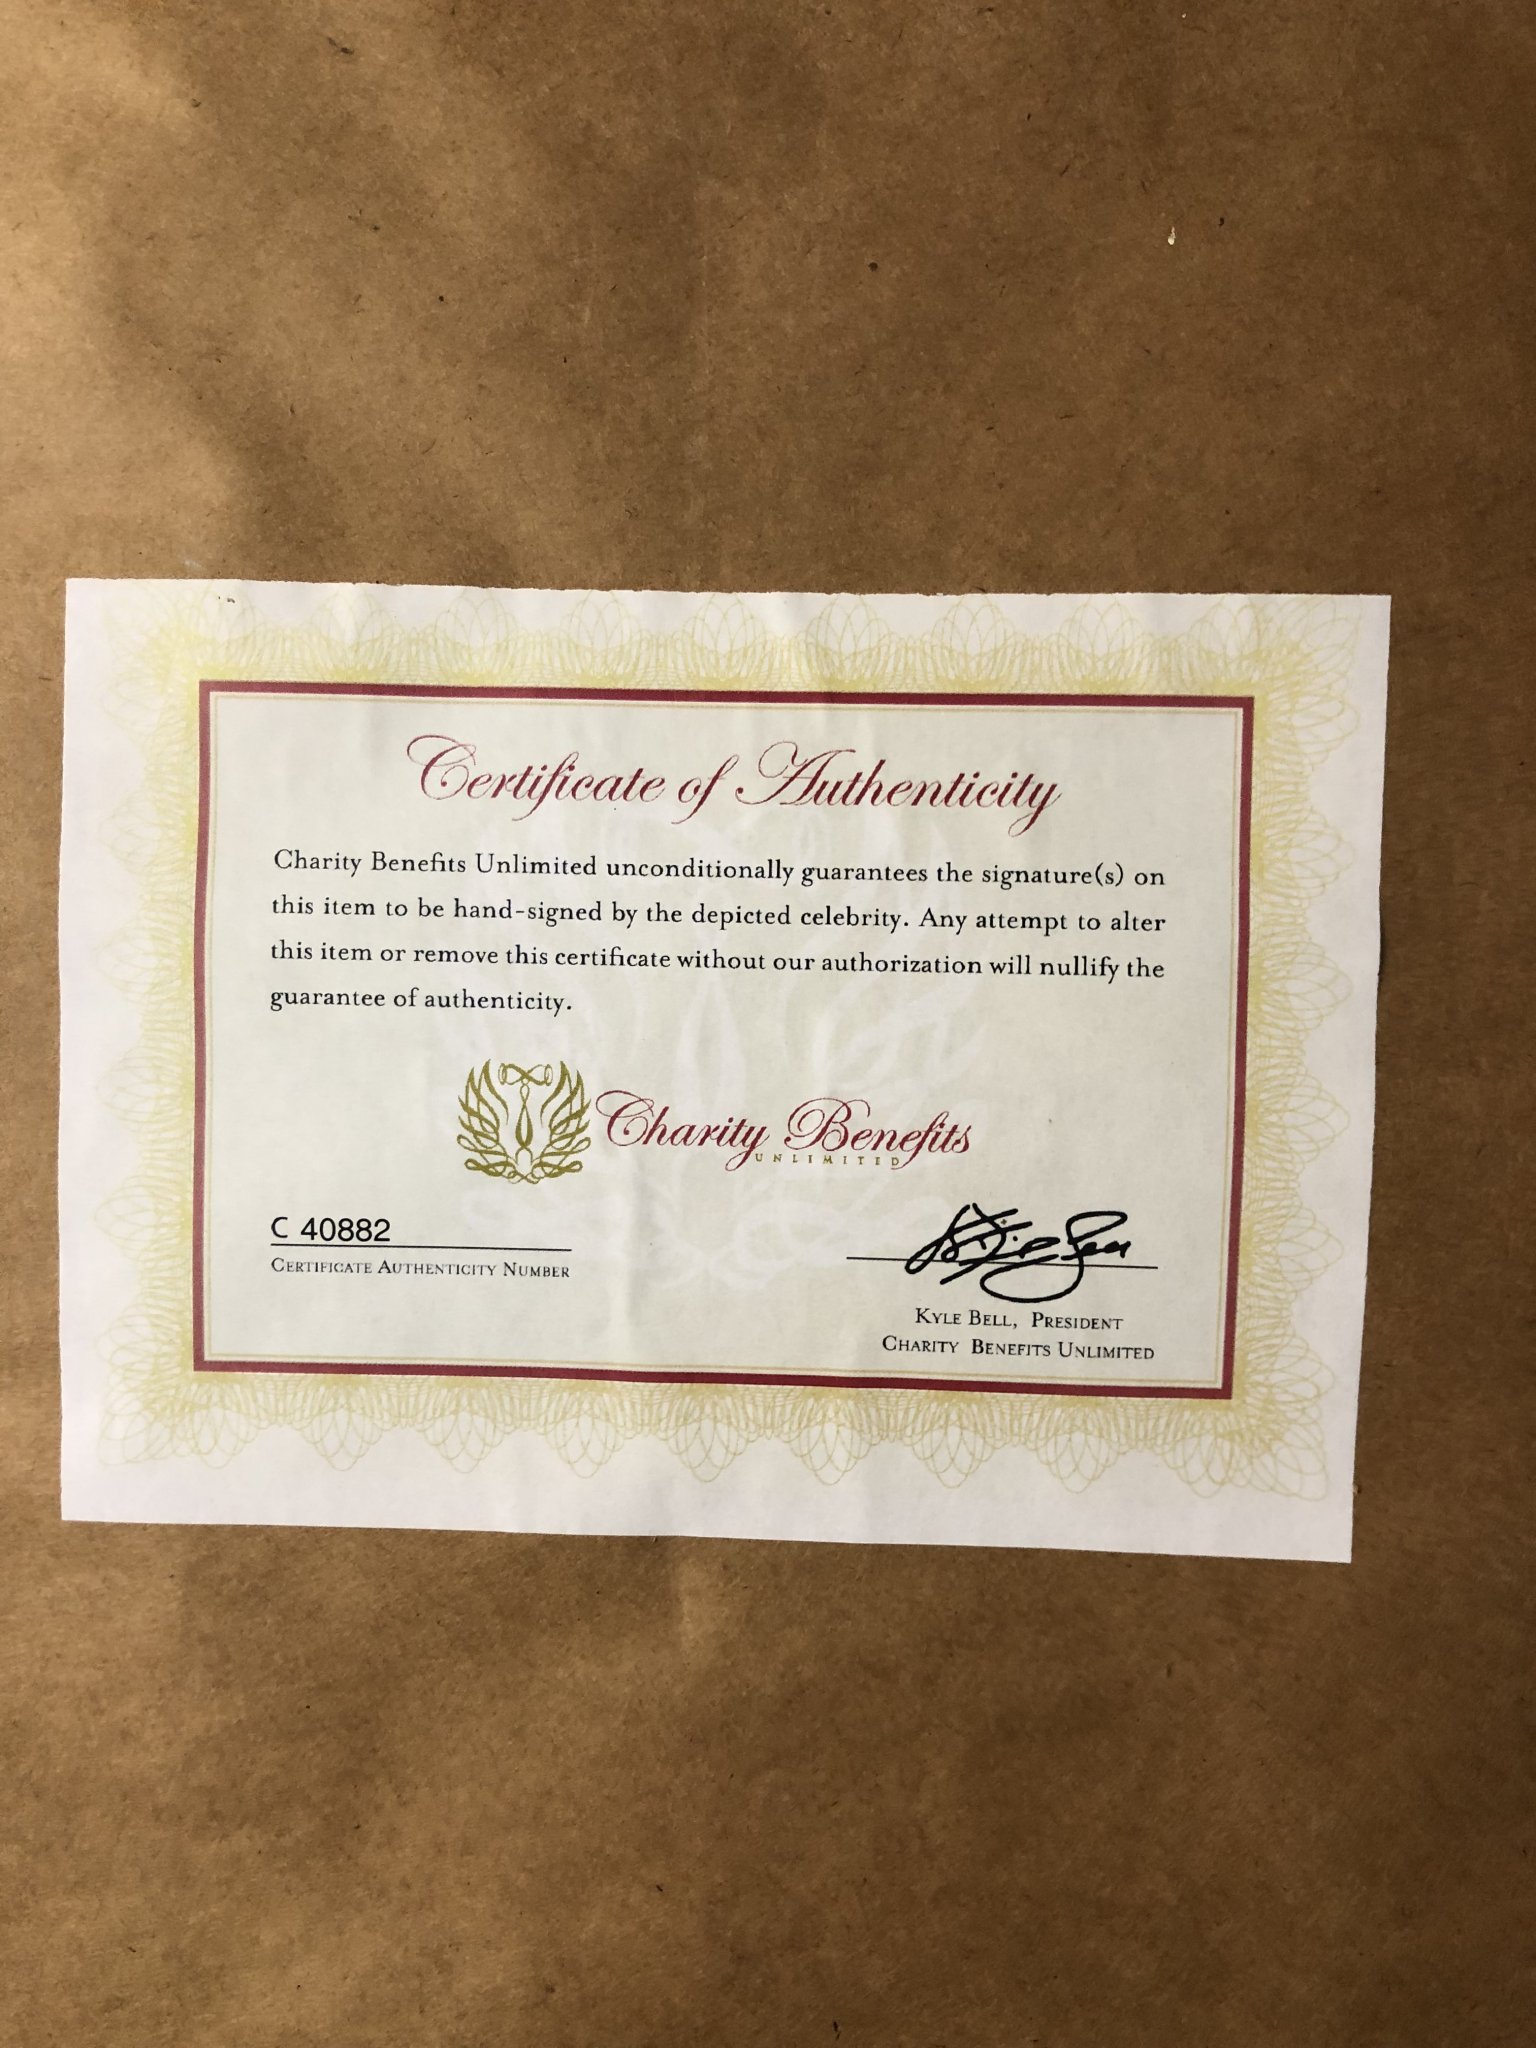 Certificate of Authenticity
Charity Benefits Unlimited unconditionally guarantees the signature(s) on
this item to be hand-signed by the depicted celebrity. Any attempt to alter
this item or remove this certificate without our authorization will nullify the
guarantee of authenticity.
Charity Benefits
UNLIMITED
C 40882
CERTIFICATE AUTHENTICITY NUMBER
KYLE BELL, PRESIDENT
CHARITY BENEFITS UNLIMITED